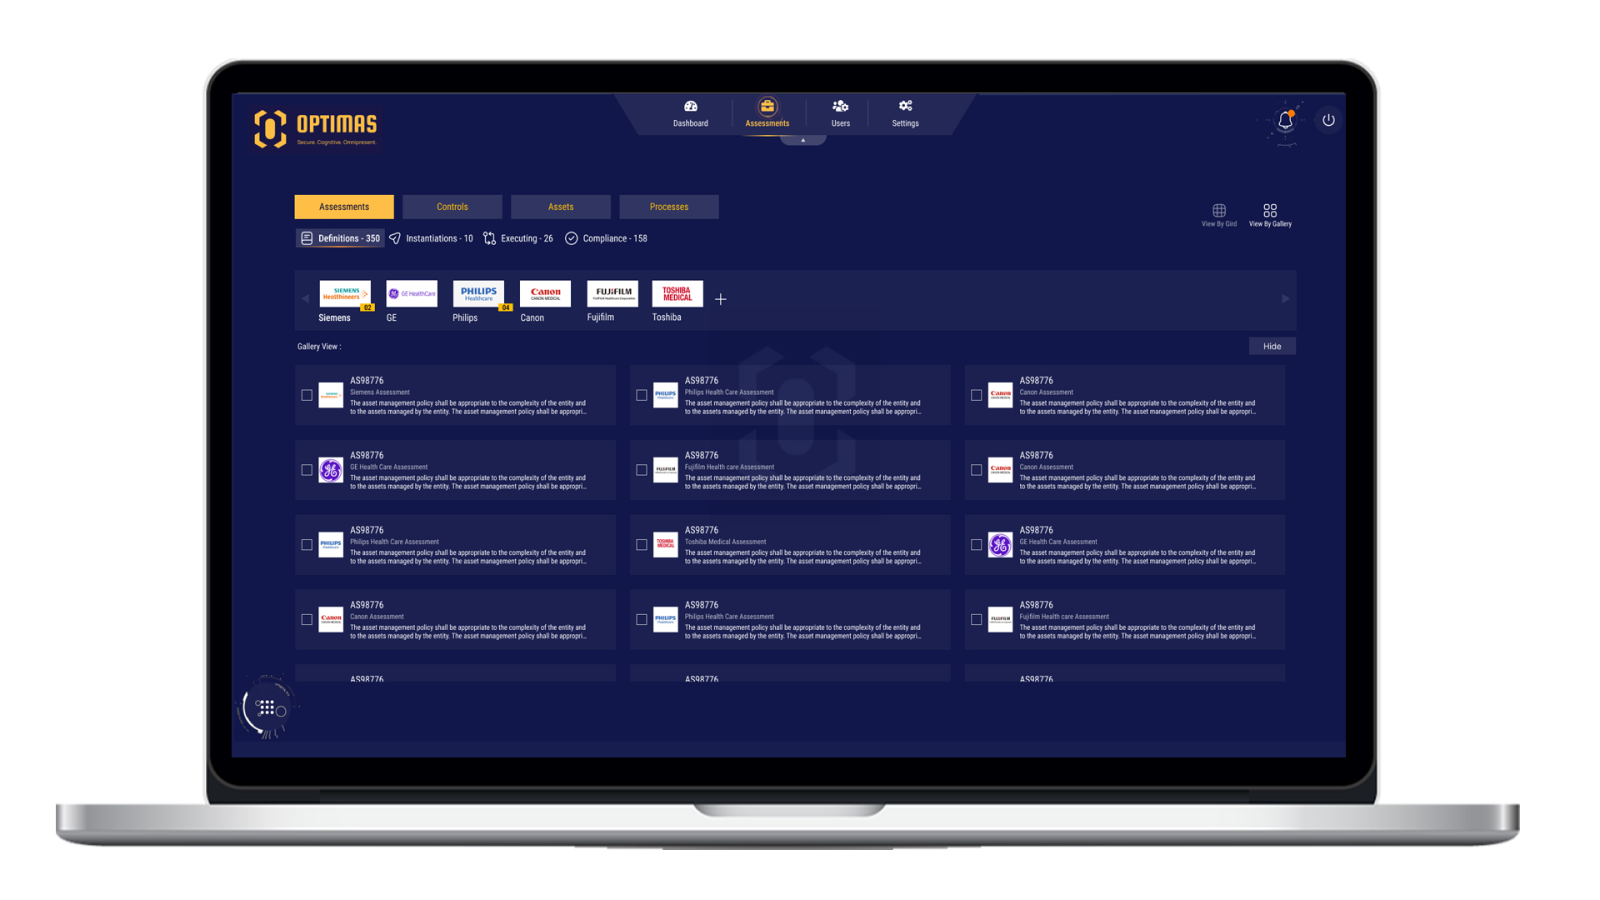 OPTIMAS
Secure. Cognitive. Omnipresent.
Dashboard
Assessments
Users
Settings
Assessments
Controls
Assets
Processes
View By Gird
View By Gallery
Definitions - 350
Instantiations - 10
Executing - 26
Compliance - 158
SIEMENS
Healthineers
02
Siemens
GE HealthCare
GE
PHILIPS
Healthcare
04
Philips
Canon
CANON MEDICAL
Canon
FUJIFILM
Fujifilm
TOSHIBA
MEDICAL
Toshiba
Gallery View :
Hide
AS98776
Siemens Assessment
The asset management policy shall be appropriate to the complexity of the entity and
to the assets managed by the entity. The asset management policy shall be appropri...
PHILIPS
AS98776
Philips Health Care Assessment
The asset management policy shall be appropriate to the complexity of the entity and
to the assets managed by the entity. The asset management policy shall be appropri...
Canon
AS98776
Canon Assessment
The asset management policy shall be appropriate to the complexity of the entity and
to the assets managed by the entity. The asset management policy shall be appropri...
AS98776
GE Health Care Assessment
The asset management policy shall be appropriate to the complexity of the entity and
to the assets managed by the entity. The asset management policy shall be appropri...
FUJIFILM
AS98776
Fujifilm Health care Assessment
The asset management policy shall be appropriate to the complexity of the entity and
to the assets managed by the entity. The asset management policy shall be appropri...
Canon
AS98776
Canon Assessment
The asset management policy shall be appropriate to the complexity of the entity and
to the assets managed by the entity. The asset management policy shall be appropri...
PHILIPS
AS98776
Philips Health Care Assessment
The asset management policy shall be appropriate to the complexity of the entity and
to the assets managed by the entity. The asset management policy shall be appropri...
TOSHIBA
MEDICAL
AS98776
Toshiba Medical Assessment
The asset management policy shall be appropriate to the complexity of the entity and
to the assets managed by the entity. The asset management policy shall be appropri...
AS98776
GE Health Care Assessment
The asset management policy shall be appropriate to the complexity of the entity and
to the assets managed by the entity. The asset management policy shall be appropri...
Canon
AS98776
Canon Assessment
The asset management policy shall be appropriate to the complexity of the entity and
to the assets managed by the entity. The asset management policy shall be appropri...
PHILIPS
AS98776
Philips Health Care Assessment
The asset management policy shall be appropriate to the complexity of the entity and
to the assets managed by the entity. The asset management policy shall be appropri...
FUJIFILM
AS98776
Fujifilm Health care Assessment
The asset management policy shall be appropriate to the complexity of the entity and
to the assets managed by the entity. The asset management policy shall be appropri...
AS98776
AS98776
AS98776